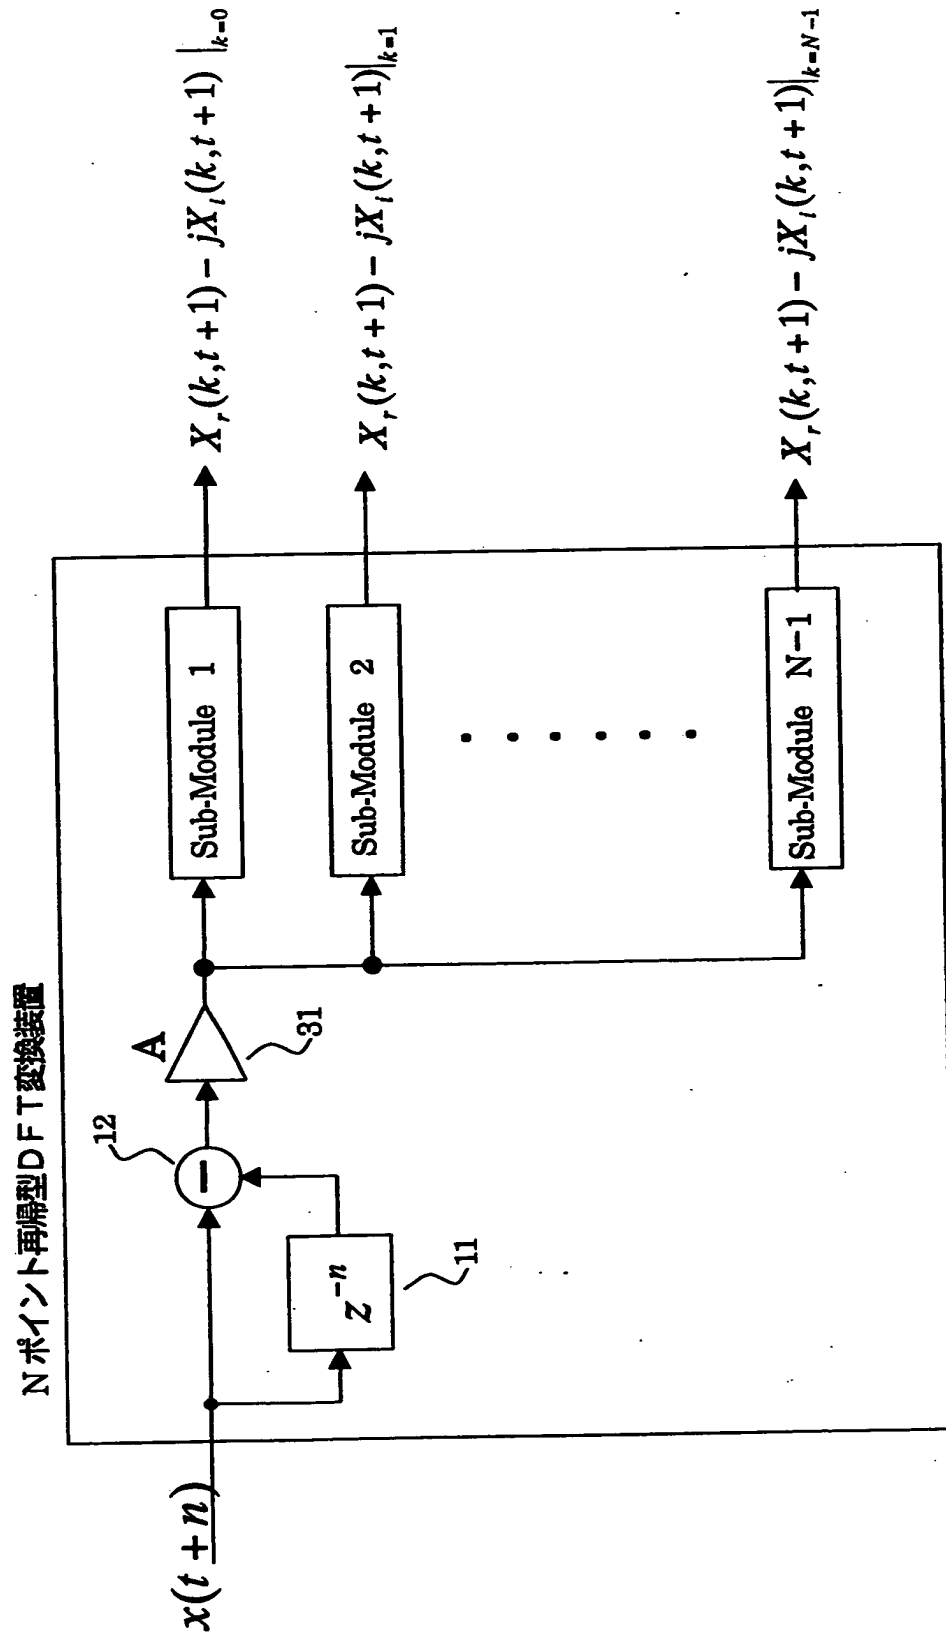 Nポイント再帰型DFT変換装置
x(t+n)
z^{-n}
11
12
A
31
Sub-Module 1
X_r(k,t+1)-jX_i(k,t+1)|_{k=0}
Sub-Module 2
X_r(k,t+1)-jX_i(k,t+1)|_{k=1}
Sub-Module N-1
X_r(k,t+1)-jX_i(k,t+1)|_{k=N-1}